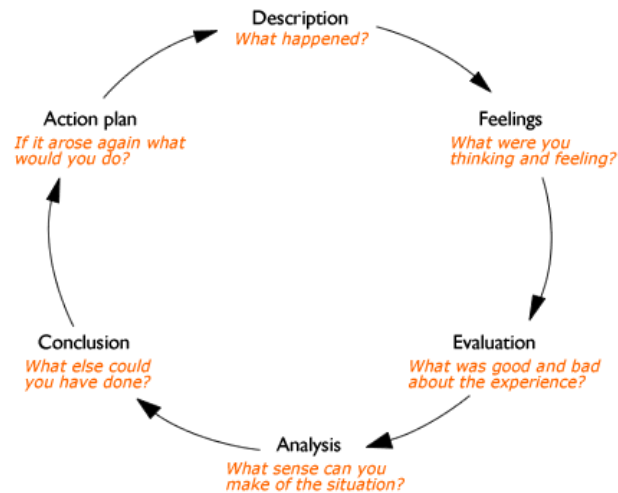 Description
What happened?
Feelings
What were you
thinking and feeling?
Evaluation
What was good and bad
about the experience?
Analysis
What sense can you
make of the situation?
Conclusion
What else could
you have done?
Action plan
If it arose again what
would you do?